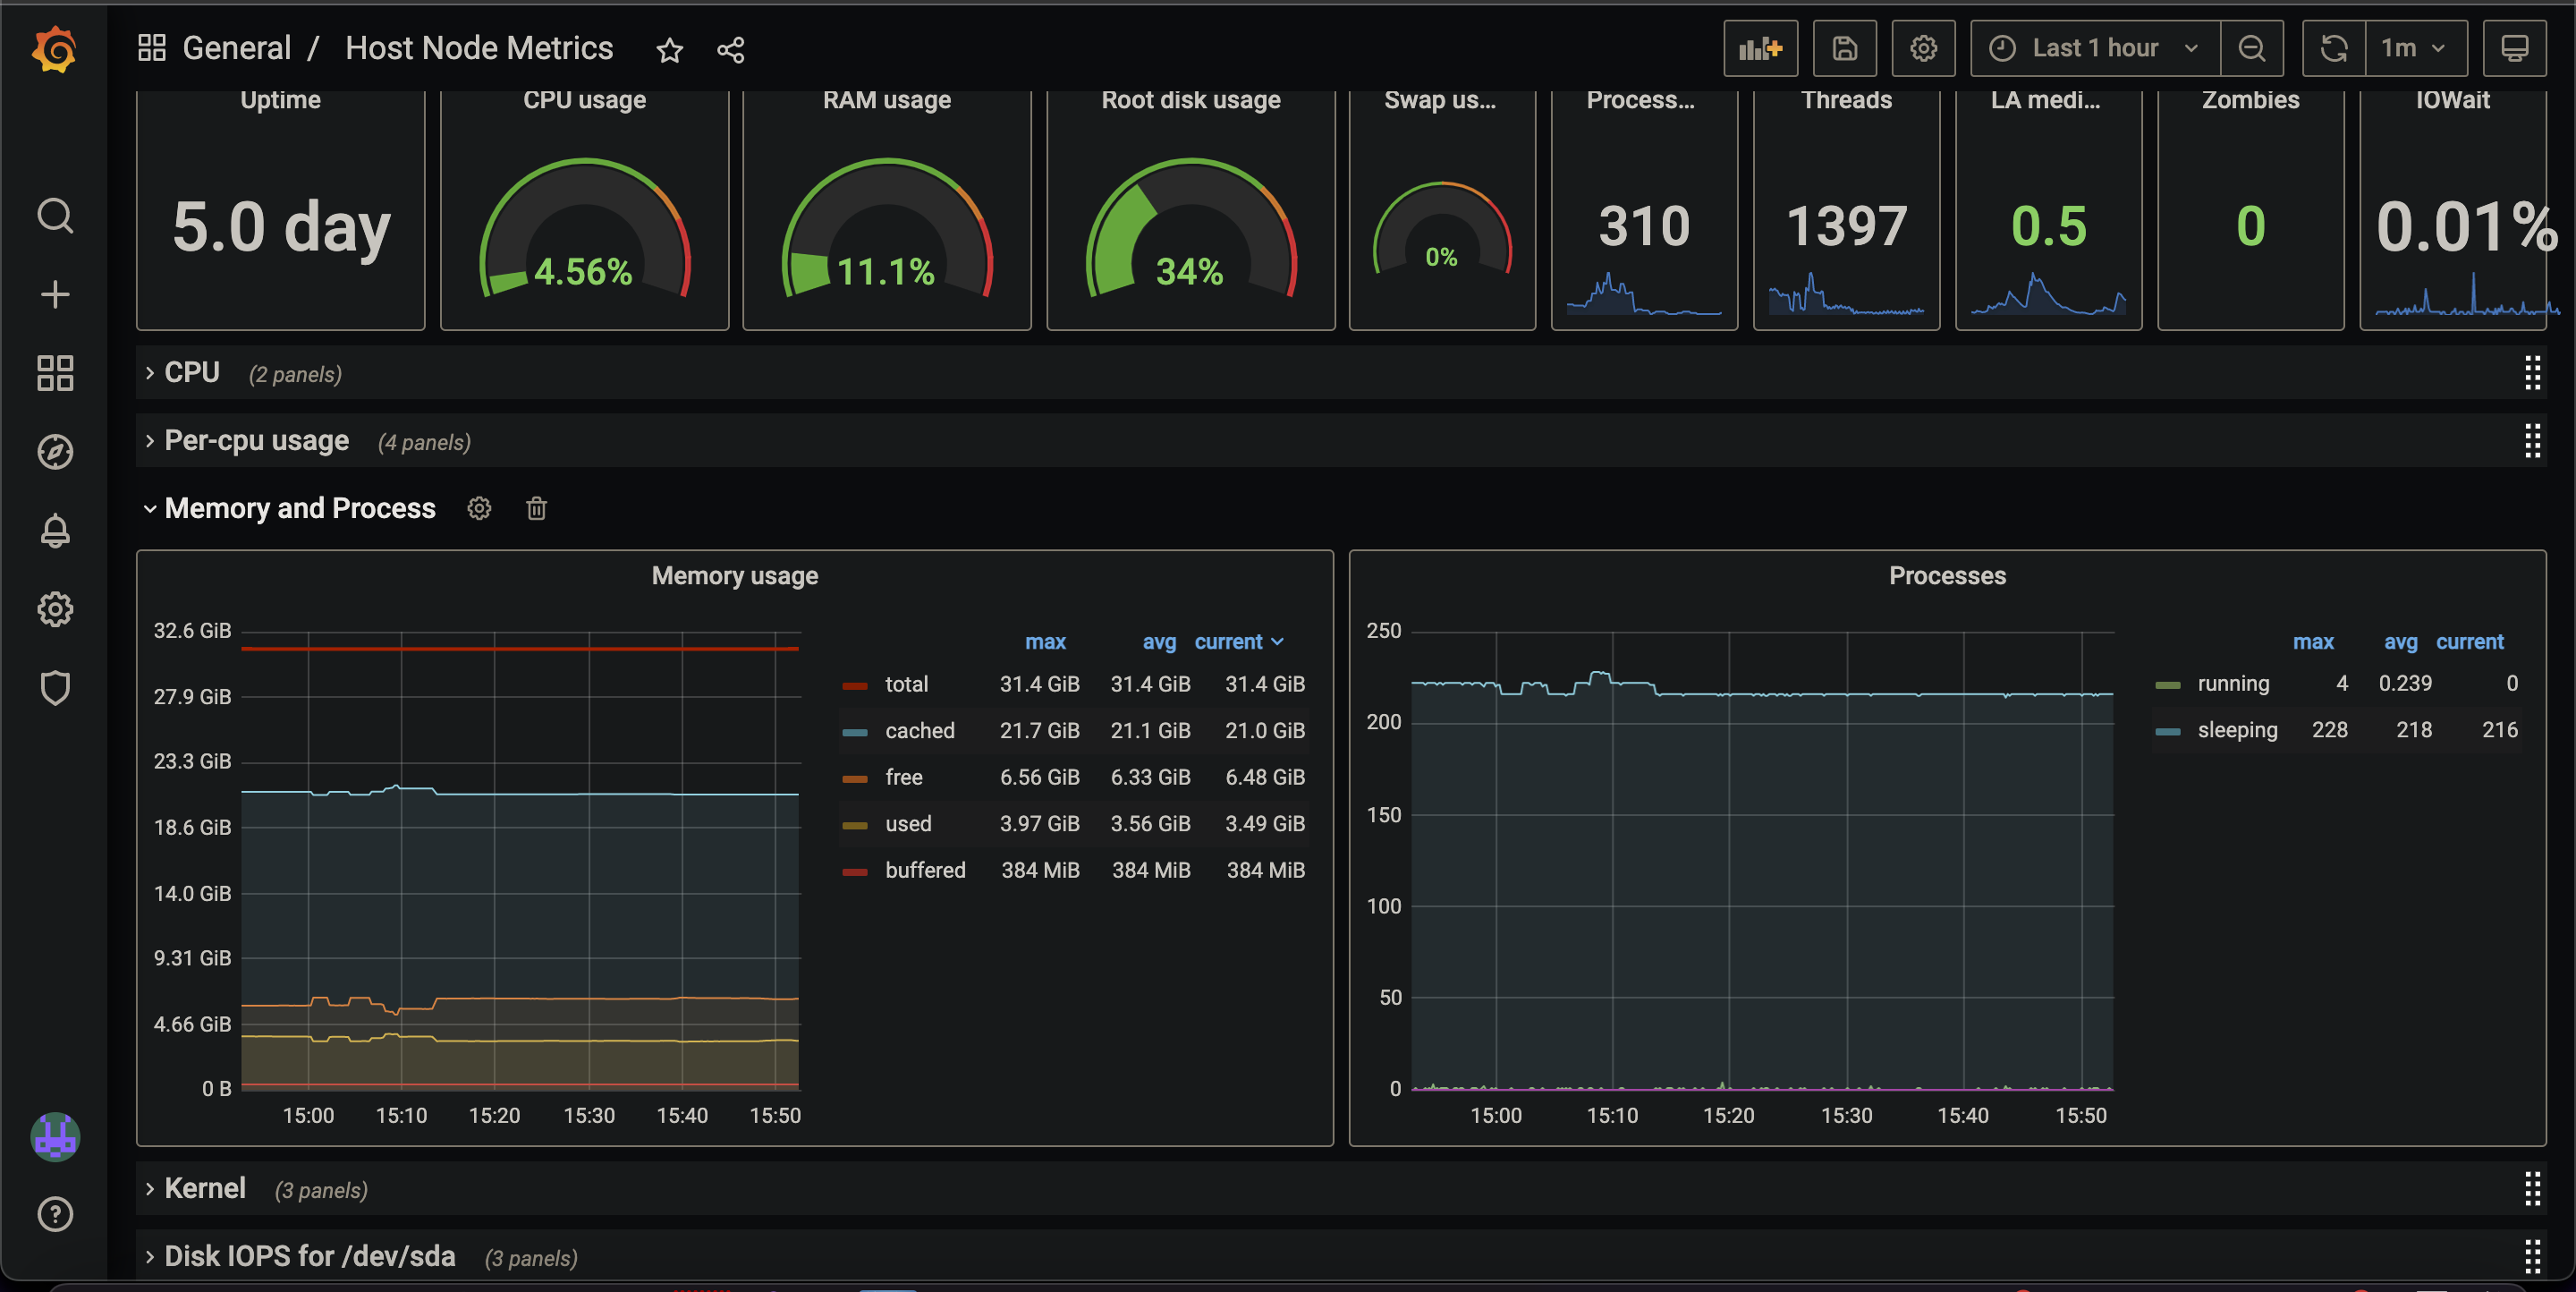 General / Host Node Metrics
Last 1 hour
1m
Uptime
CPU usage
RAM usage
Root disk usage
Swap us...
Process...
Threads
LA medi...
Zombies
IOWait
5.0 day
4.56%
11.1%
34%
0%
310
1397
0.5
0
0.01%
CPU (2 panels)
Per-cpu usage (4 panels)
Memory and Process
Memory usage
32.6 GiB
27.9 GiB
23.3 GiB
18.6 GiB
14.0 GiB
9.31 GiB
4.66 GiB
0 B
15:00 15:10 15:20 15:30 15:40 15:50
max avg current
total 31.4 GiB 31.4 GiB 31.4 GiB
cached 21.7 GiB 21.1 GiB 21.0 GiB
free 6.56 GiB 6.33 GiB 6.48 GiB
used 3.97 GiB 3.56 GiB 3.49 GiB
buffered 384 MiB 384 MiB 384 MiB
Processes
250
200
150
100
50
0
15:00 15:10 15:20 15:30 15:40 15:50
max avg current
running 4 0.239 0
sleeping 228 218 216
Kernel (3 panels)
Disk IOPS for /dev/sda (3 panels)